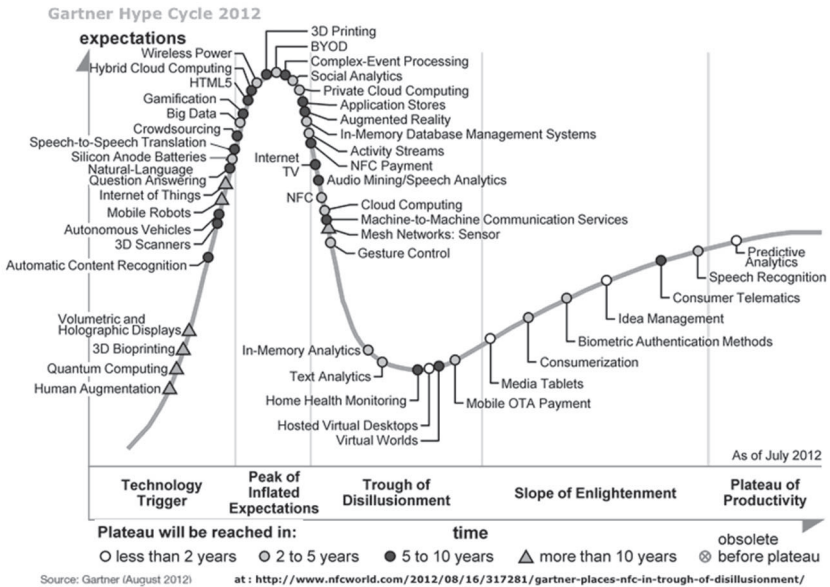 Gartner Hype Cycle 2012
expectations
3D Printing
BYOD
Wireless Power
Complex-Event Processing
Hybrid Cloud Computing
Social Analytics
HTML5
Private Cloud Computing
Gamification
Application Stores
Big Data
Augmented Reality
Crowdsourcing
In-Memory Database Management Systems
Speech-to-Speech Translation
Activity Streams
Silicon Anode Batteries
Internet
TV
NFC Payment
Natural-Language
Question Answering
Audio Mining/Speech Analytics
Internet of Things
NFC
Cloud Computing
Mobile Robots
Machine-to-Machine Communication Services
Autonomous Vehicles
Mesh Networks: Sensor
3D Scanners
Gesture Control
Automatic Content Recognition
Predictive
Analytics
Speech Recognition
Consumer Telematics
Volumetric and
Holographic Displays
Idea Management
3D Bioprinting
In-Memory Analytics
Biometric Authentication Methods
Quantum Computing
Text Analytics
Consumerization
Human Augmentation
Media Tablets
Home Health Monitoring
Mobile OTA Payment
Hosted Virtual Desktops
Virtual Worlds
As of July 2012
Technology
Trigger
Peak of
Inflated
Expectations
Trough of
Disillusionment
Slope of Enlightenment
Plateau of
Productivity
time
Plateau will be reached in:
less than 2 years
2 to 5 years
5 to 10 years
more than 10 years
obsolete
before plateau
Source: Gartner (August 2012)
at : http://www.nfcworld.com/2012/08/16/317281/gartner-places-nfc-in-trough-of-disillusionment/